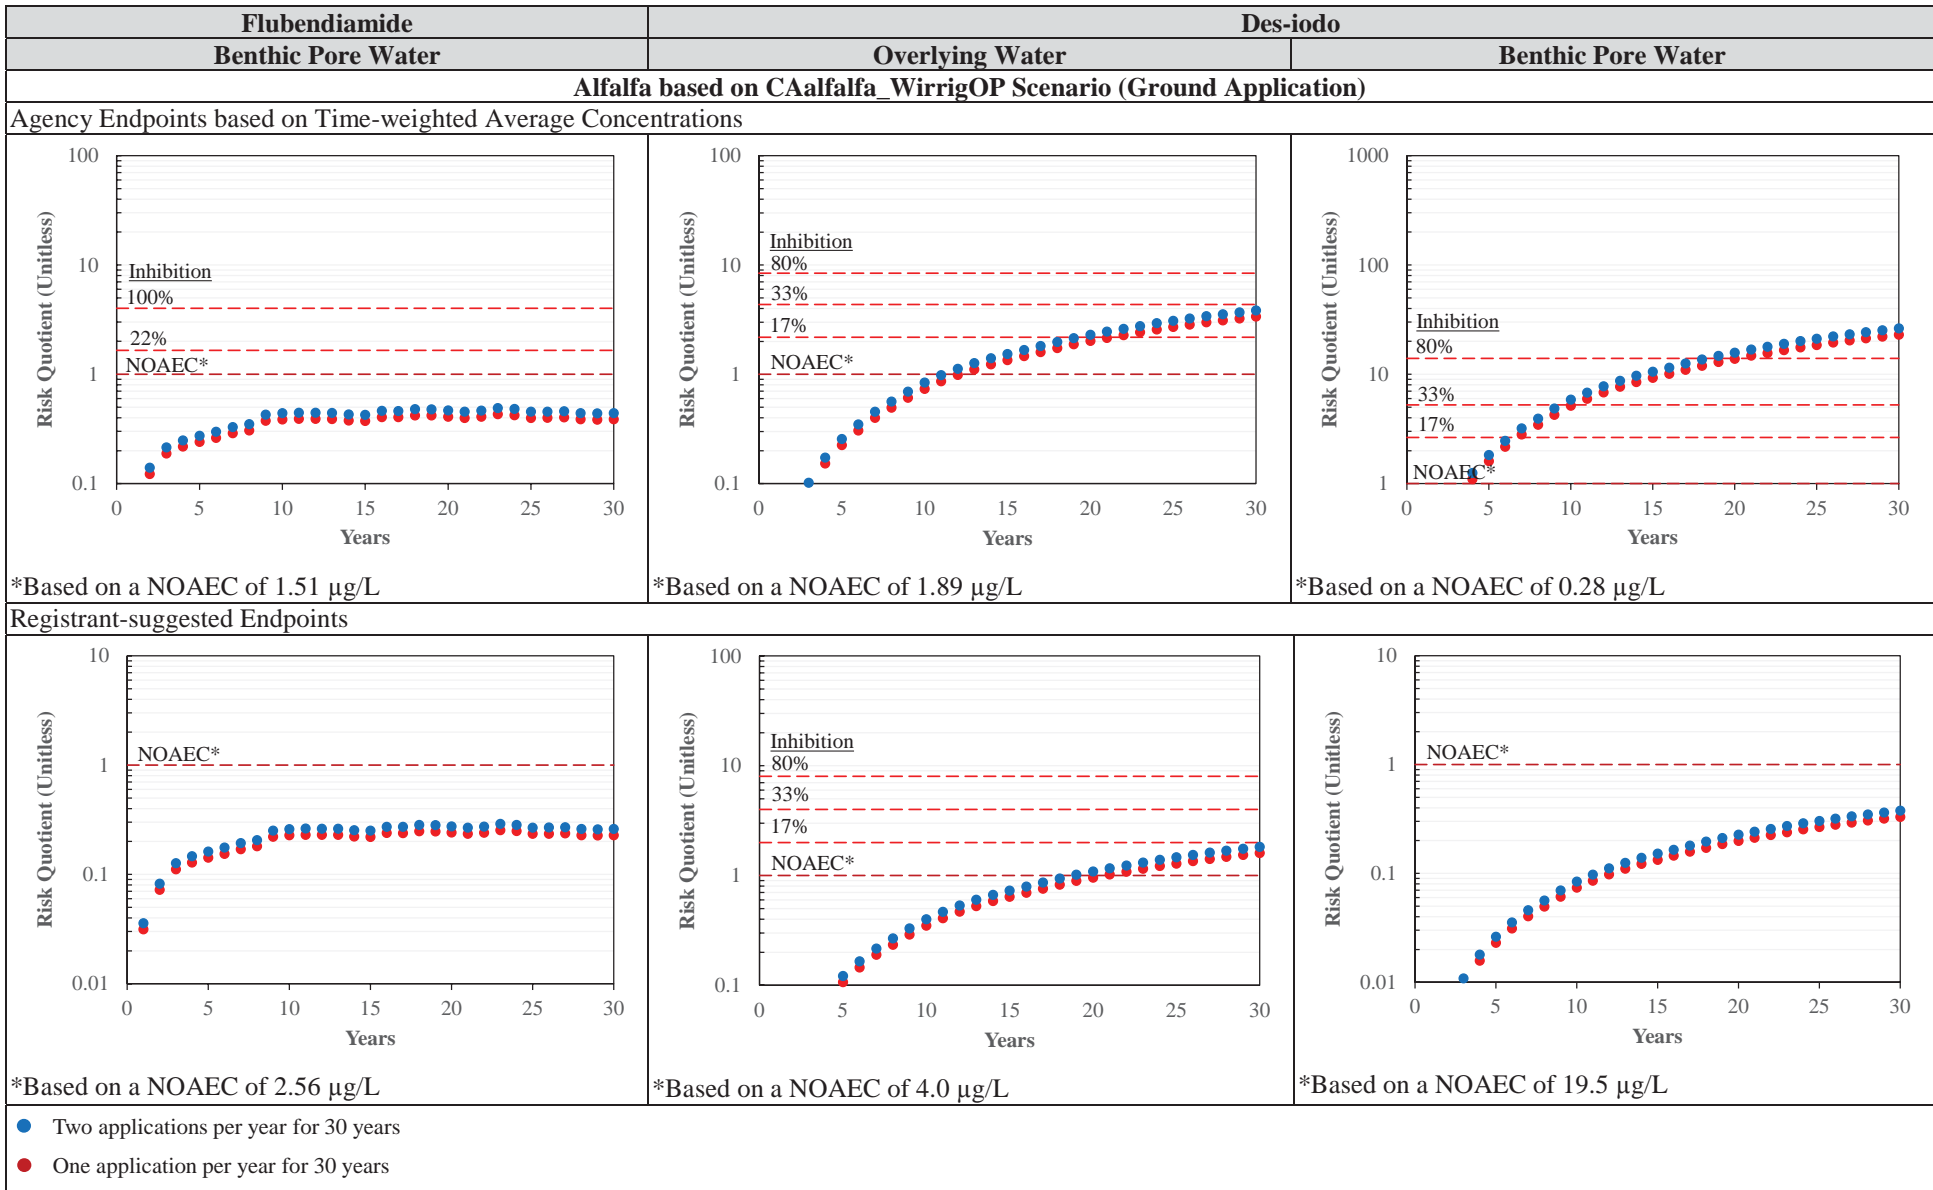 Flubendiamide
Des-iodo
Benthic Pore Water
Overlying Water
Benthic Pore Water
Alfalfa based on CAalfalfa_WirrigOP Scenario (Ground Application)
Agency Endpoints based on Time-weighted Average Concentrations
Risk Quotient (Unitless)
100
10
1
0.1
Inhibition
100%
22%
NOAEC*
0 5 10 15 20 25 30
Years
*Based on a NOAEC of 1.51 µg/L
Risk Quotient (Unitless)
100
10
1
0.1
Inhibition
80%
33%
17%
NOAEC*
0 5 10 15 20 25 30
Years
*Based on a NOAEC of 1.89 µg/L
Risk Quotient (Unitless)
1000
100
10
1
Inhibition
80%
33%
17%
NOAEC*
0 5 10 15 20 25 30
Years
*Based on a NOAEC of 0.28 µg/L
Registrant-suggested Endpoints
Risk Quotient (Unitless)
10
1
0.1
0.01
NOAEC*
0 5 10 15 20 25 30
Years
*Based on a NOAEC of 2.56 µg/L
Risk Quotient (Unitless)
100
10
1
0.1
Inhibition
80%
33%
17%
NOAEC*
0 5 10 15 20 25 30
Years
*Based on a NOAEC of 4.0 µg/L
Risk Quotient (Unitless)
10
1
0.1
0.01
NOAEC*
0 5 10 15 20 25 30
Years
*Based on a NOAEC of 19.5 µg/L
Two applications per year for 30 years
One application per year for 30 years